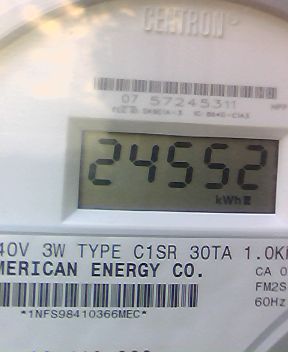 CENTRON
07 57245311
24552
kWh
40V 3W TYPE C1SR 30TA 1.0K
MERICAN ENERGY CO.
CA 0
FM2S
60Hz
*1NFS98410366MEC*